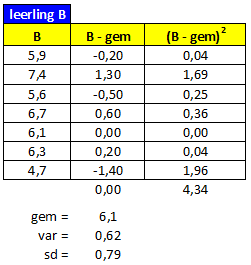 leerling B
B B - gem (B - gem)²
5,9 -0,20 0,04
7,4 1,30 1,69
5,6 -0,50 0,25
6,7 0,60 0,36
6,1 0,00 0,00
6,3 0,20 0,04
4,7 -1,40 1,96
0,00 4,34
gem = 6,1
var = 0,62
sd = 0,79